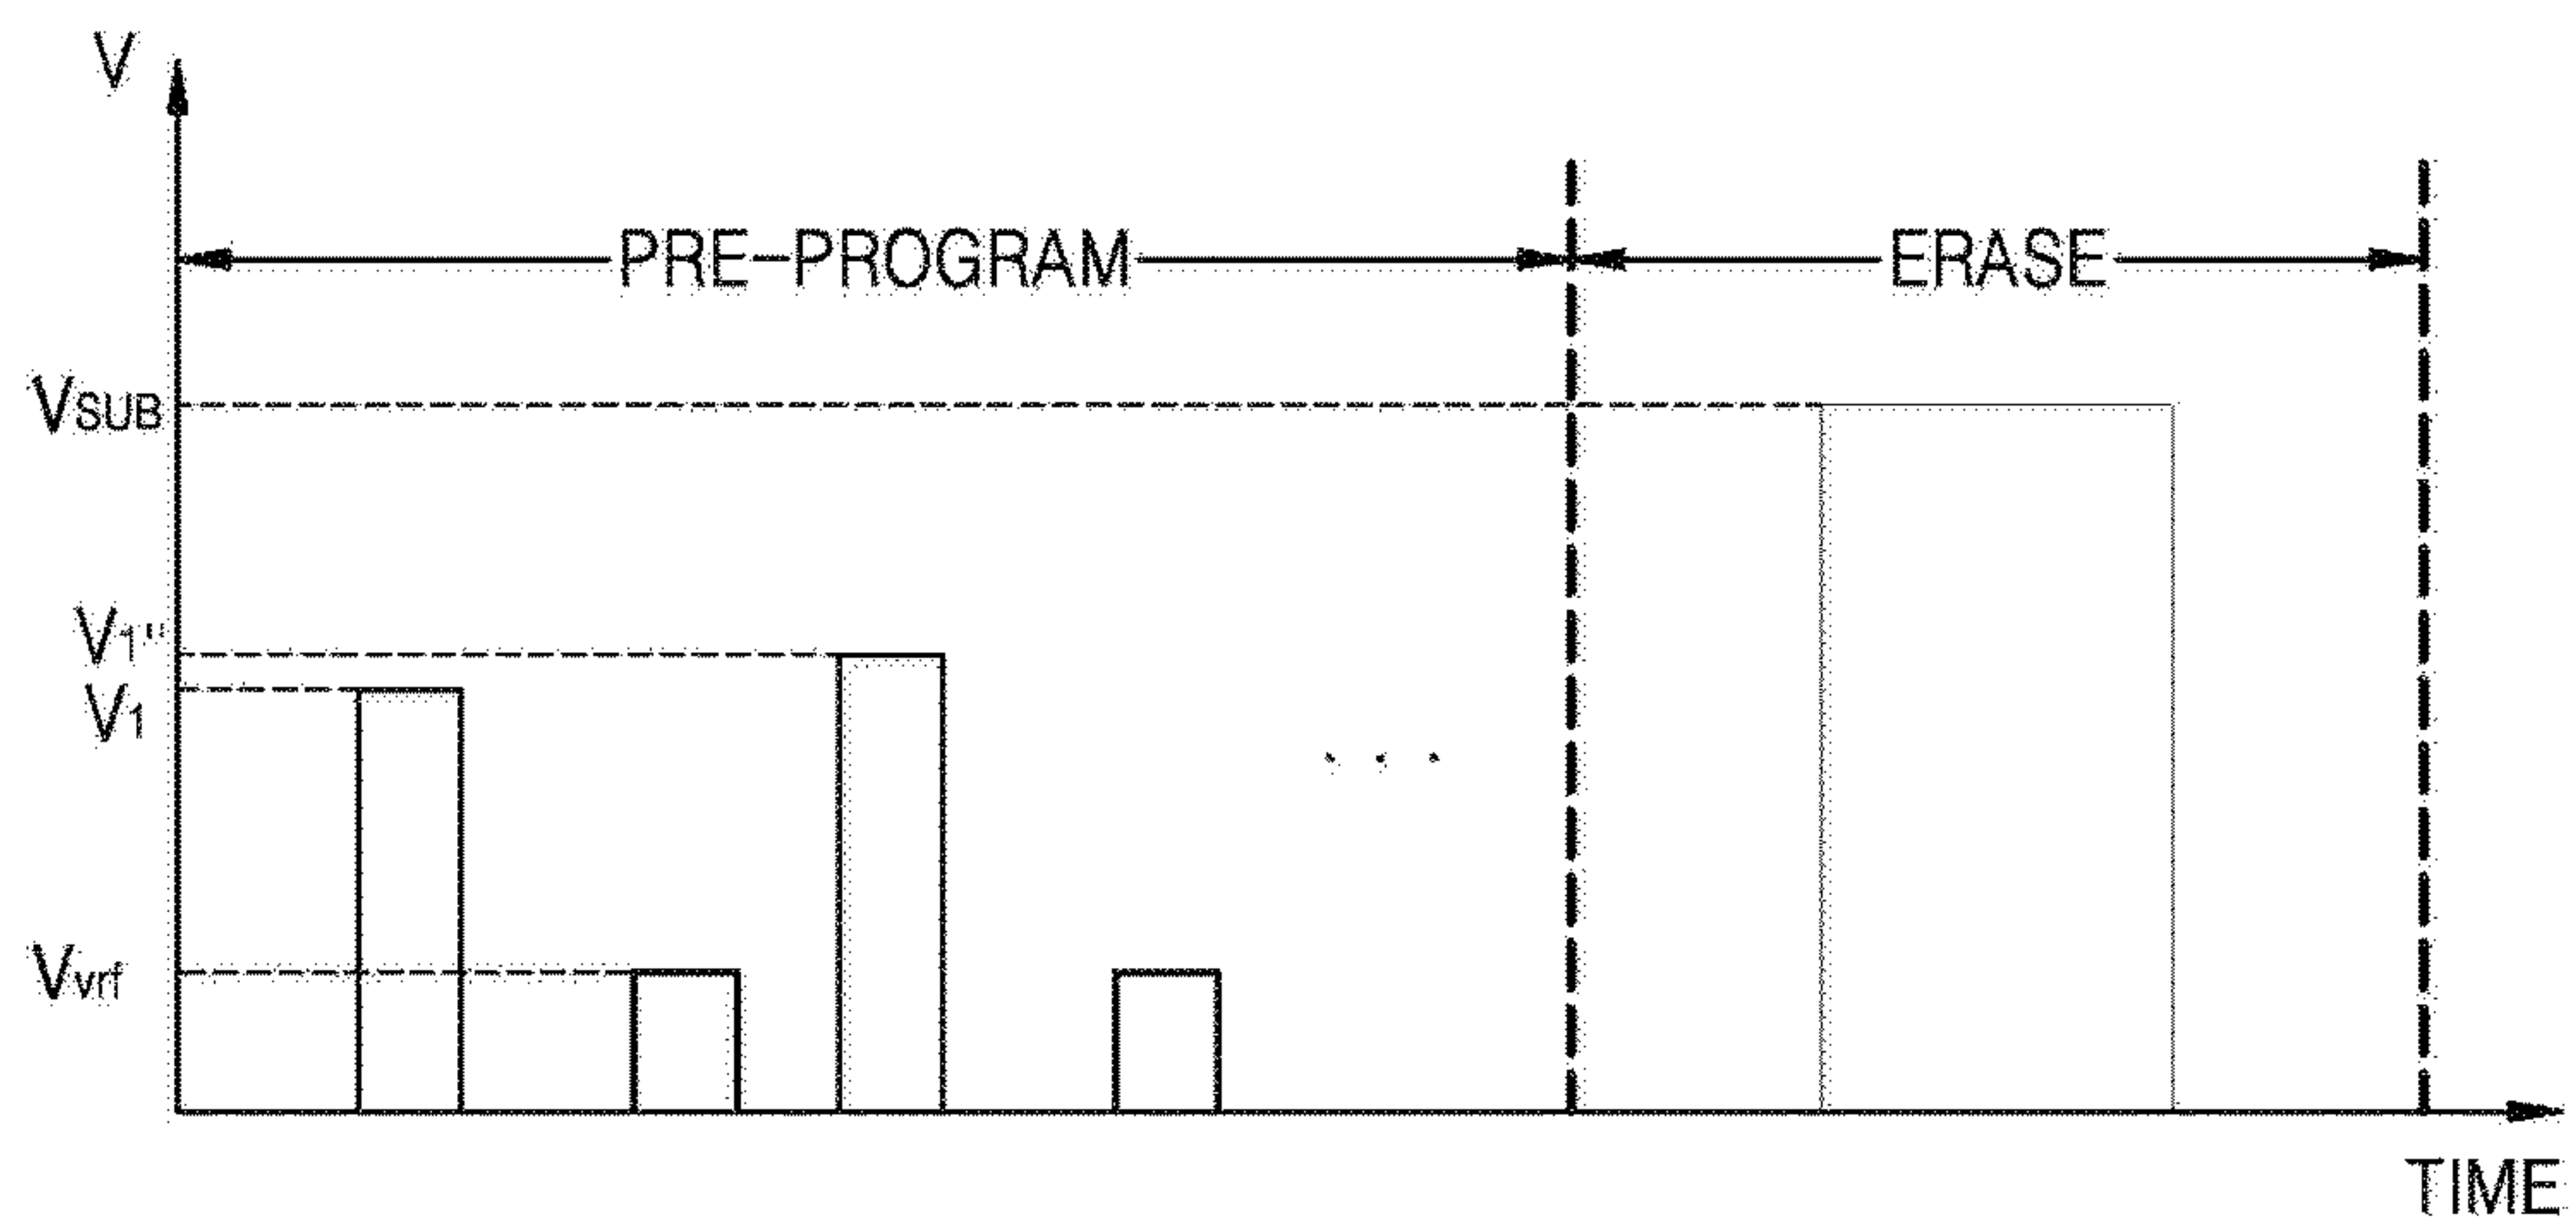 V
PRE-PROGRAM ERASE
VSUB
V1"
V1
. . .
Vvrf
TIME